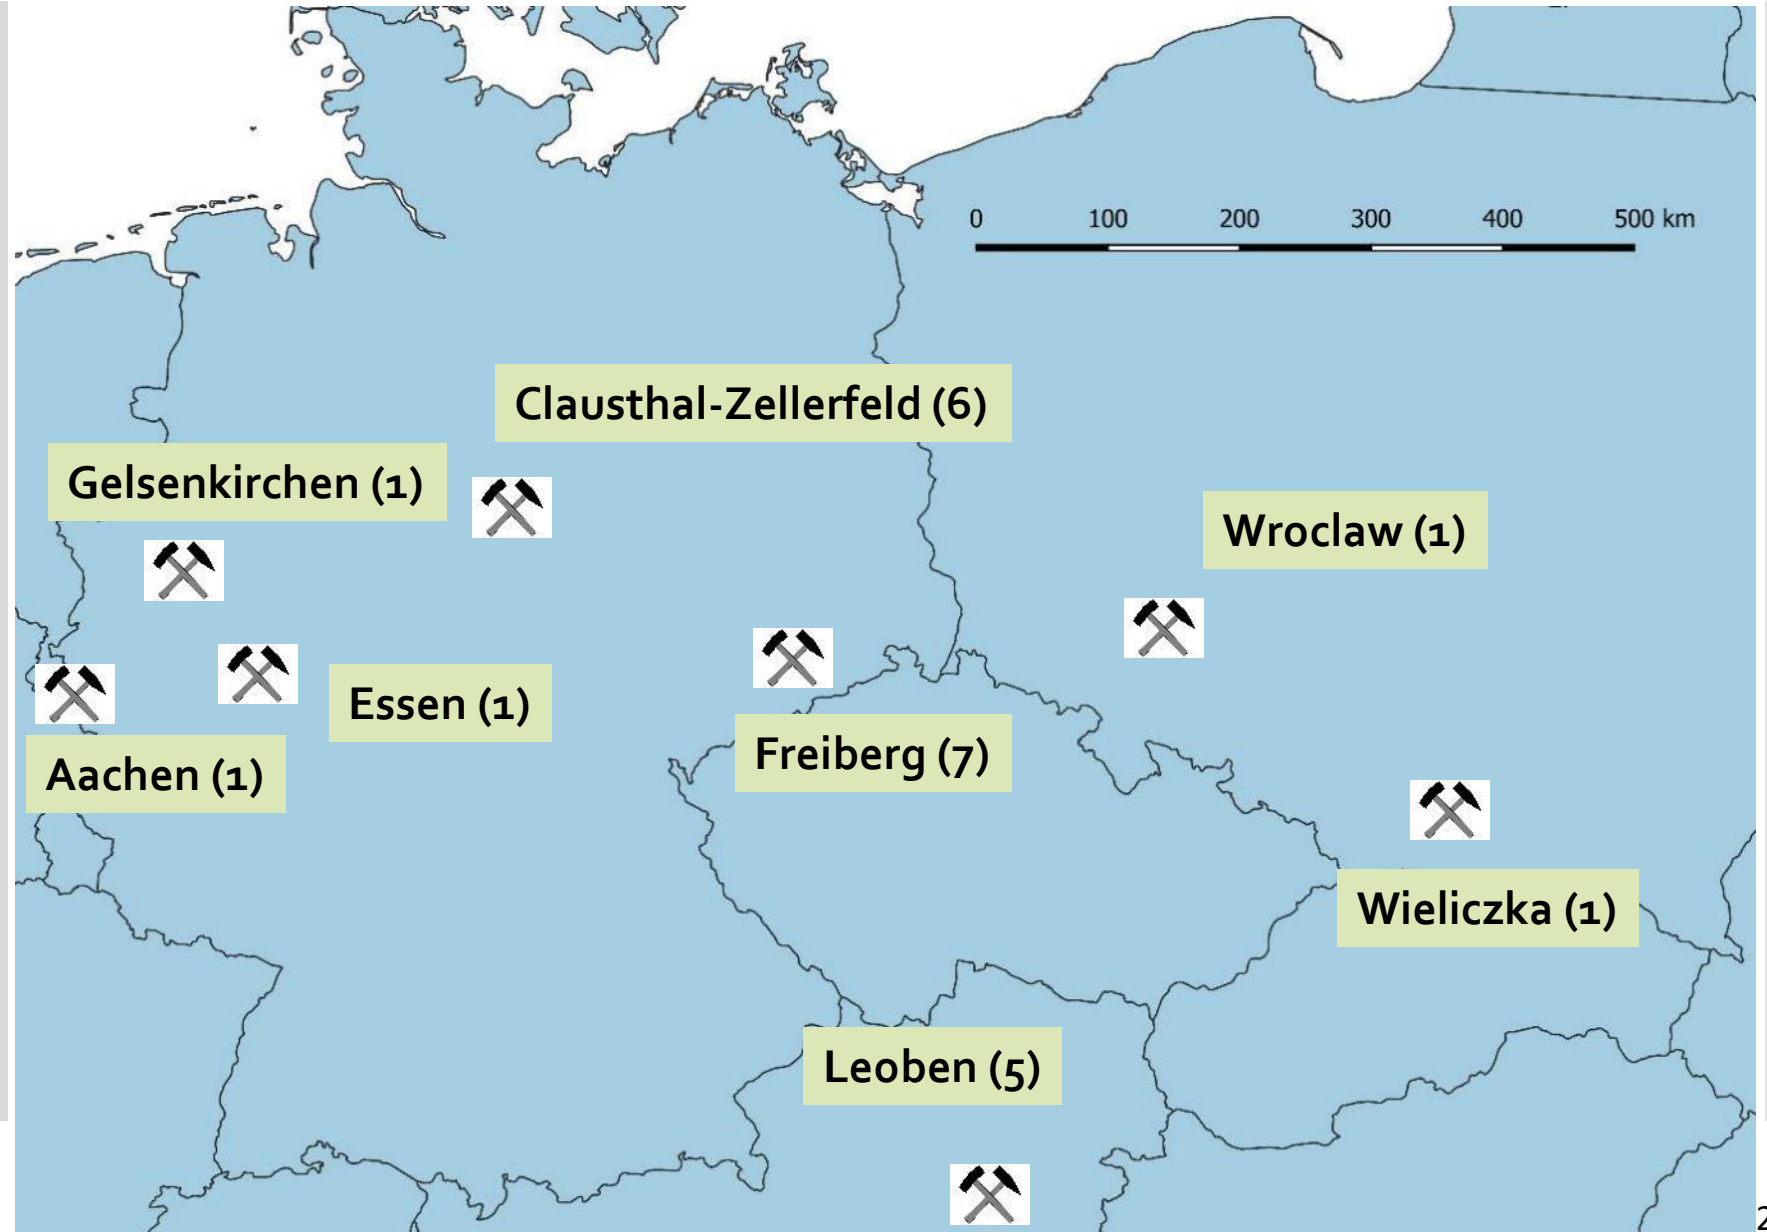 0 100 200 300 400 500 km
Clausthal-Zellerfeld (6)
Gelsenkirchen (1)
Wroclaw (1)
Essen (1)
Freiberg (7)
Aachen (1)
Wieliczka (1)
Leoben (5)
2